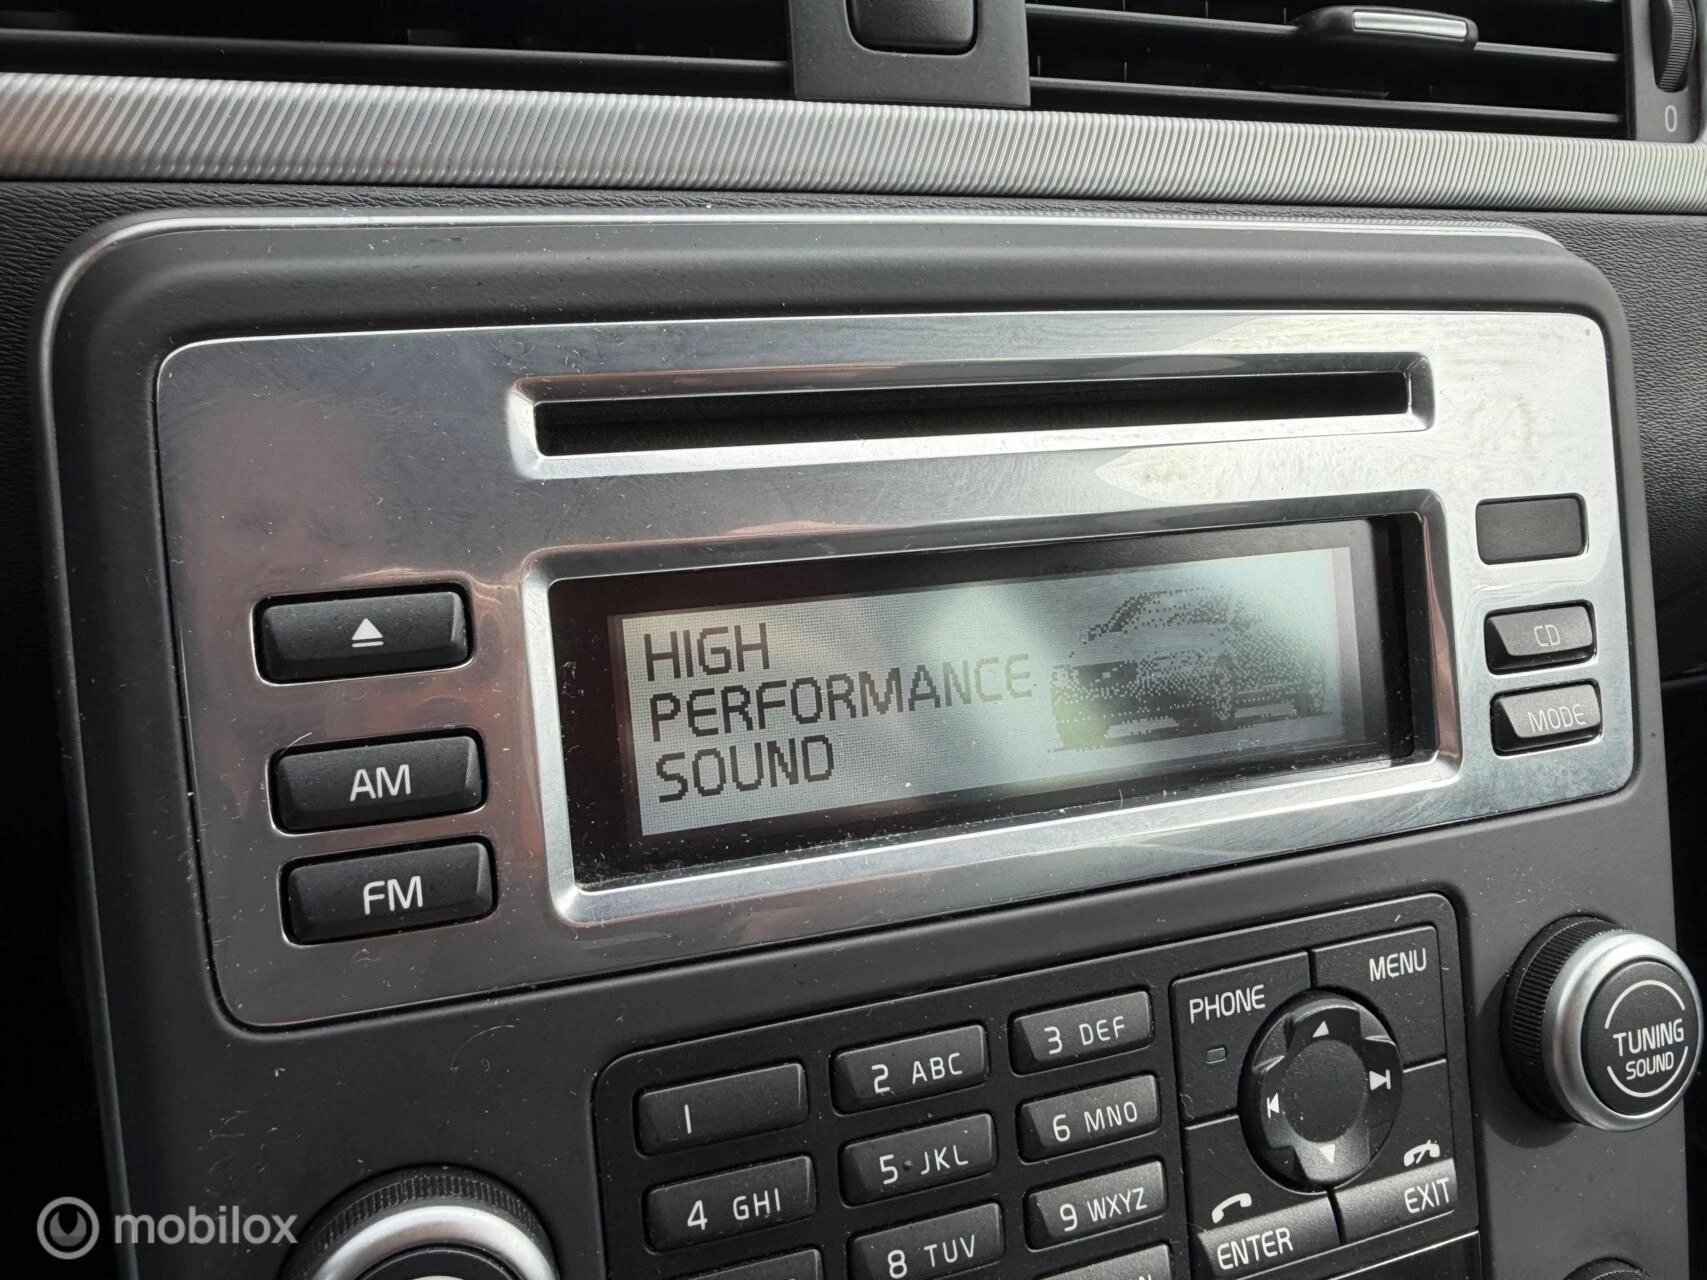 0
HIGH
PERFORMANCE
SOUND
CD
MODE
AM
FM
MENU
PHONE
1
2 ABC
3 DEF
4 GHI
5 JKL
6 MNO
8 TUV
9 WXYZ
ENTER
EXIT
TUNING
SOUND
mobilox